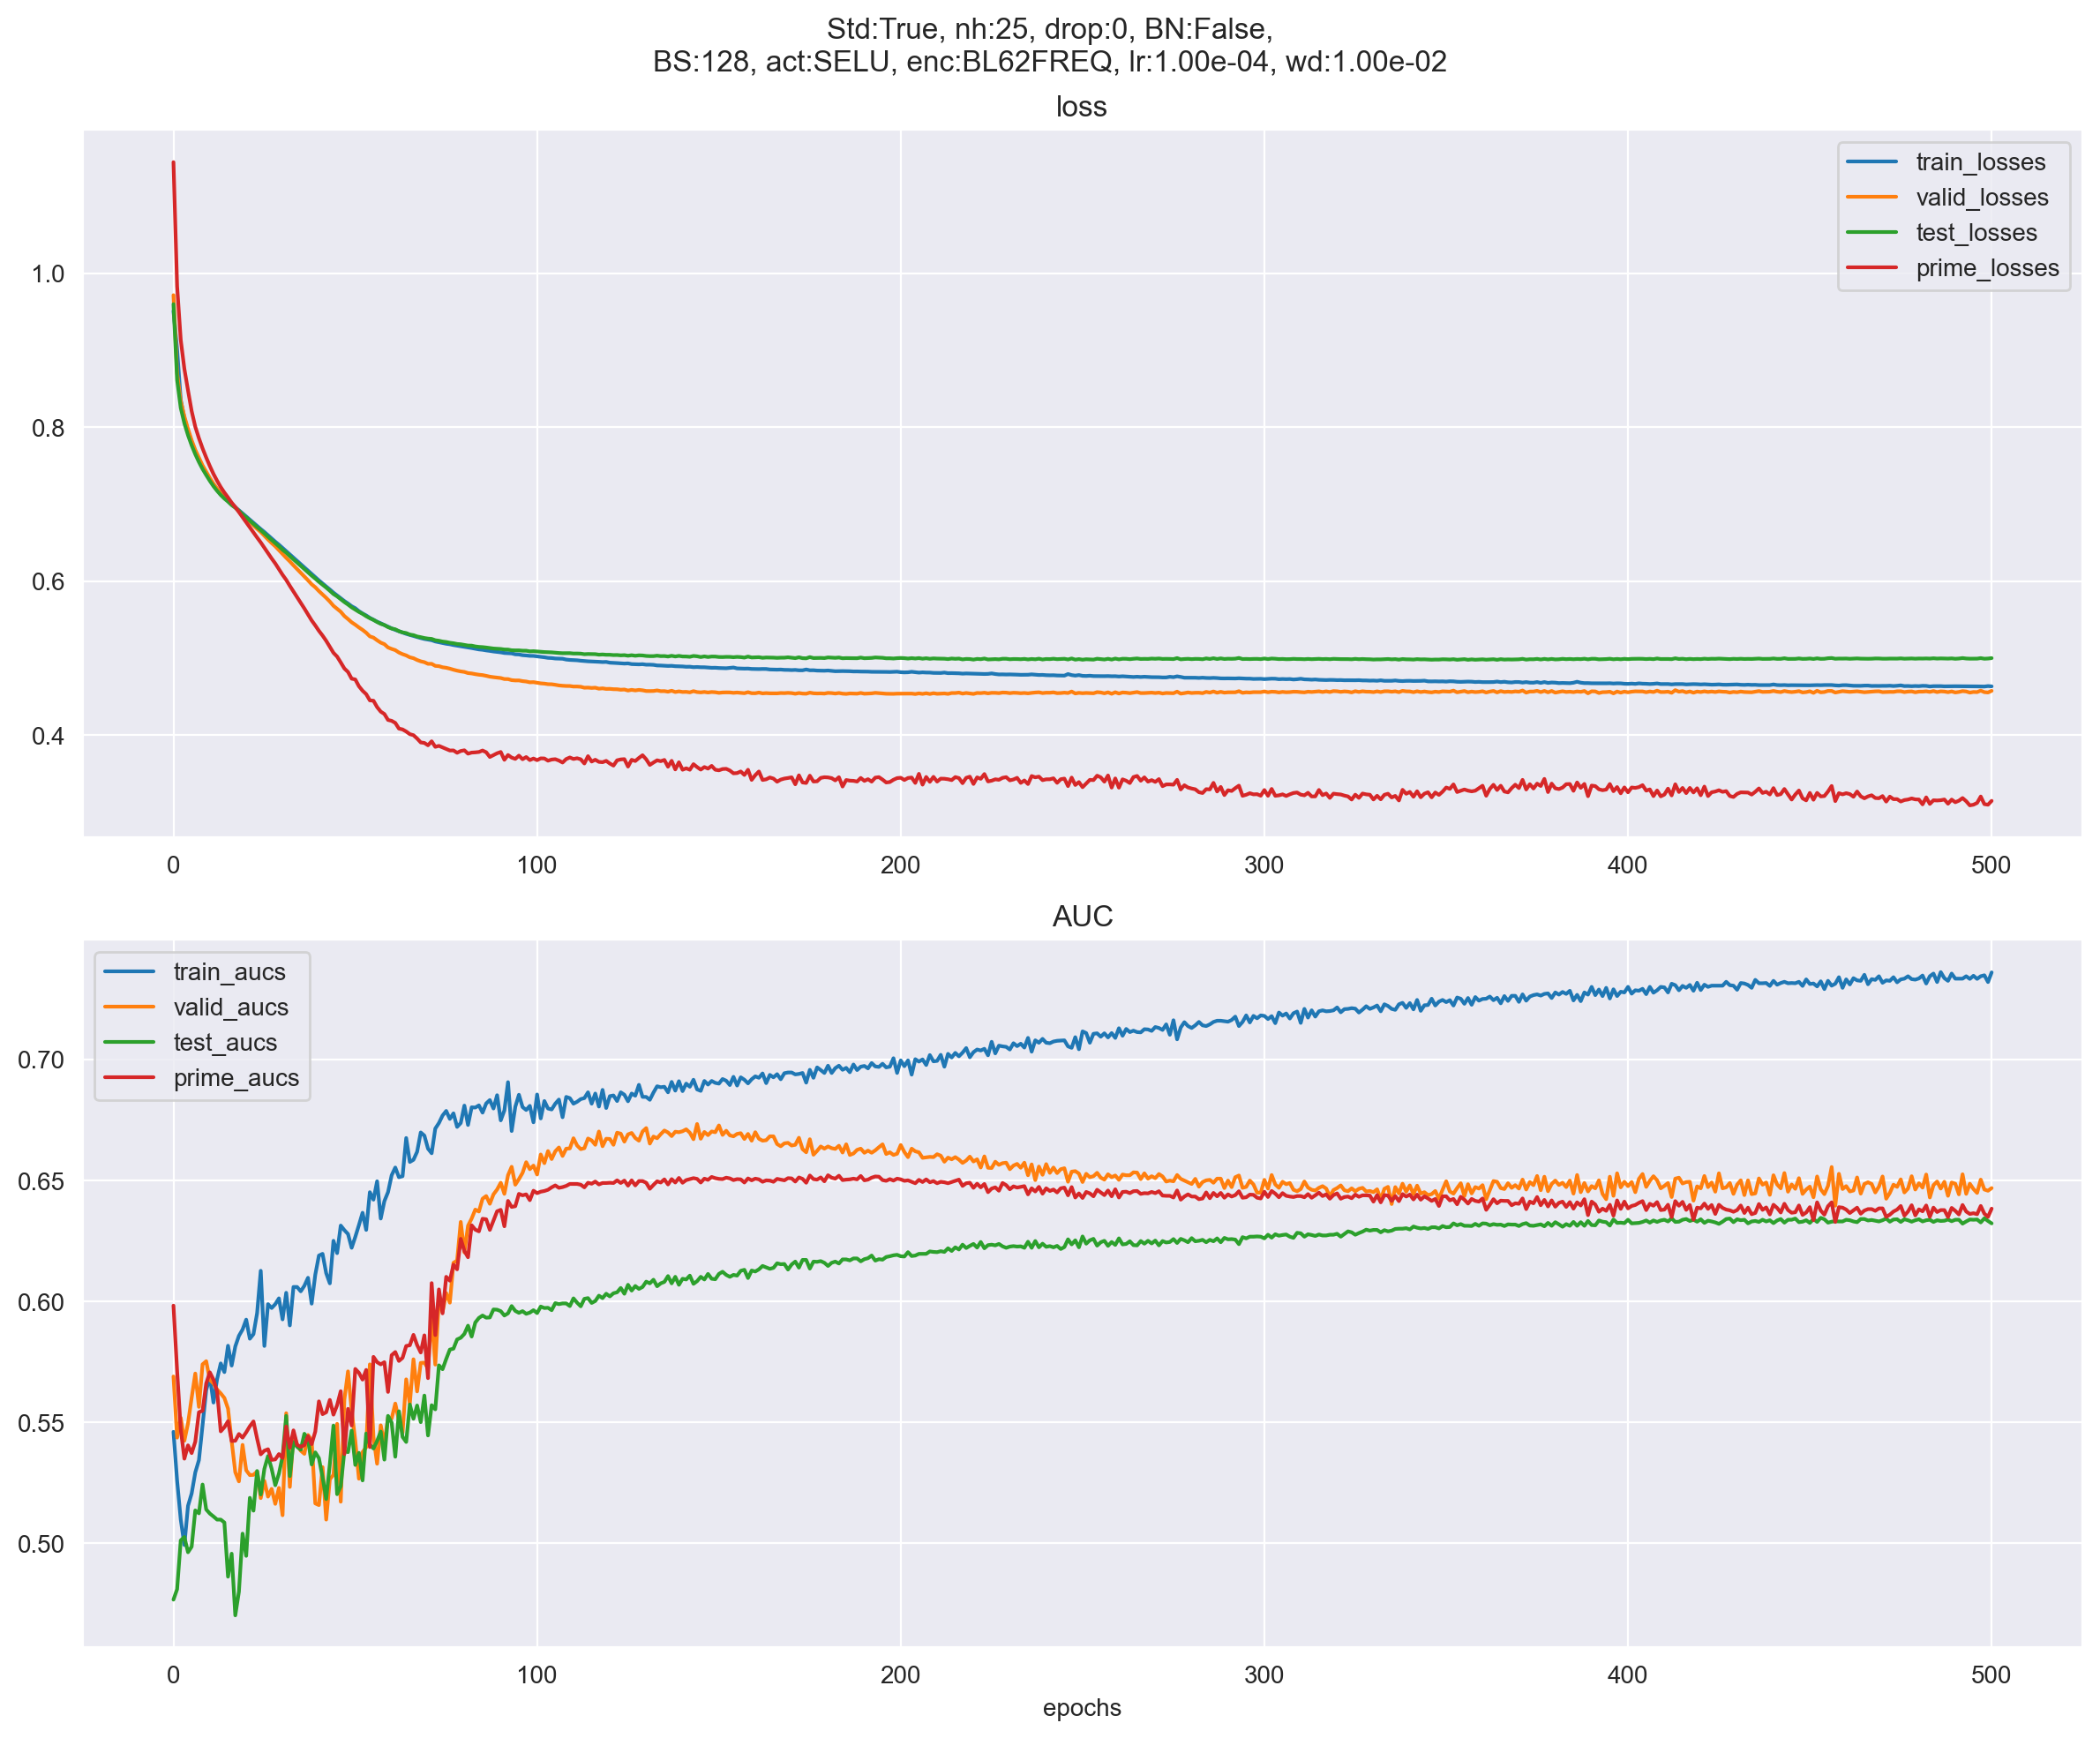 Std:True, nh:25, drop:0, BN:False,
BS:128, act:SELU, enc:BL62FREQ, lr:1.00e-04, wd:1.00e-02
loss
train_losses
valid_losses
test_losses
prime_losses
1.0
0.8
0.6
0.4
0 100 200 300 400 500
AUC
train_aucs
valid_aucs
test_aucs
prime_aucs
0.70
0.65
0.60
0.55
0.50
0 100 200 300 400 500
epochs